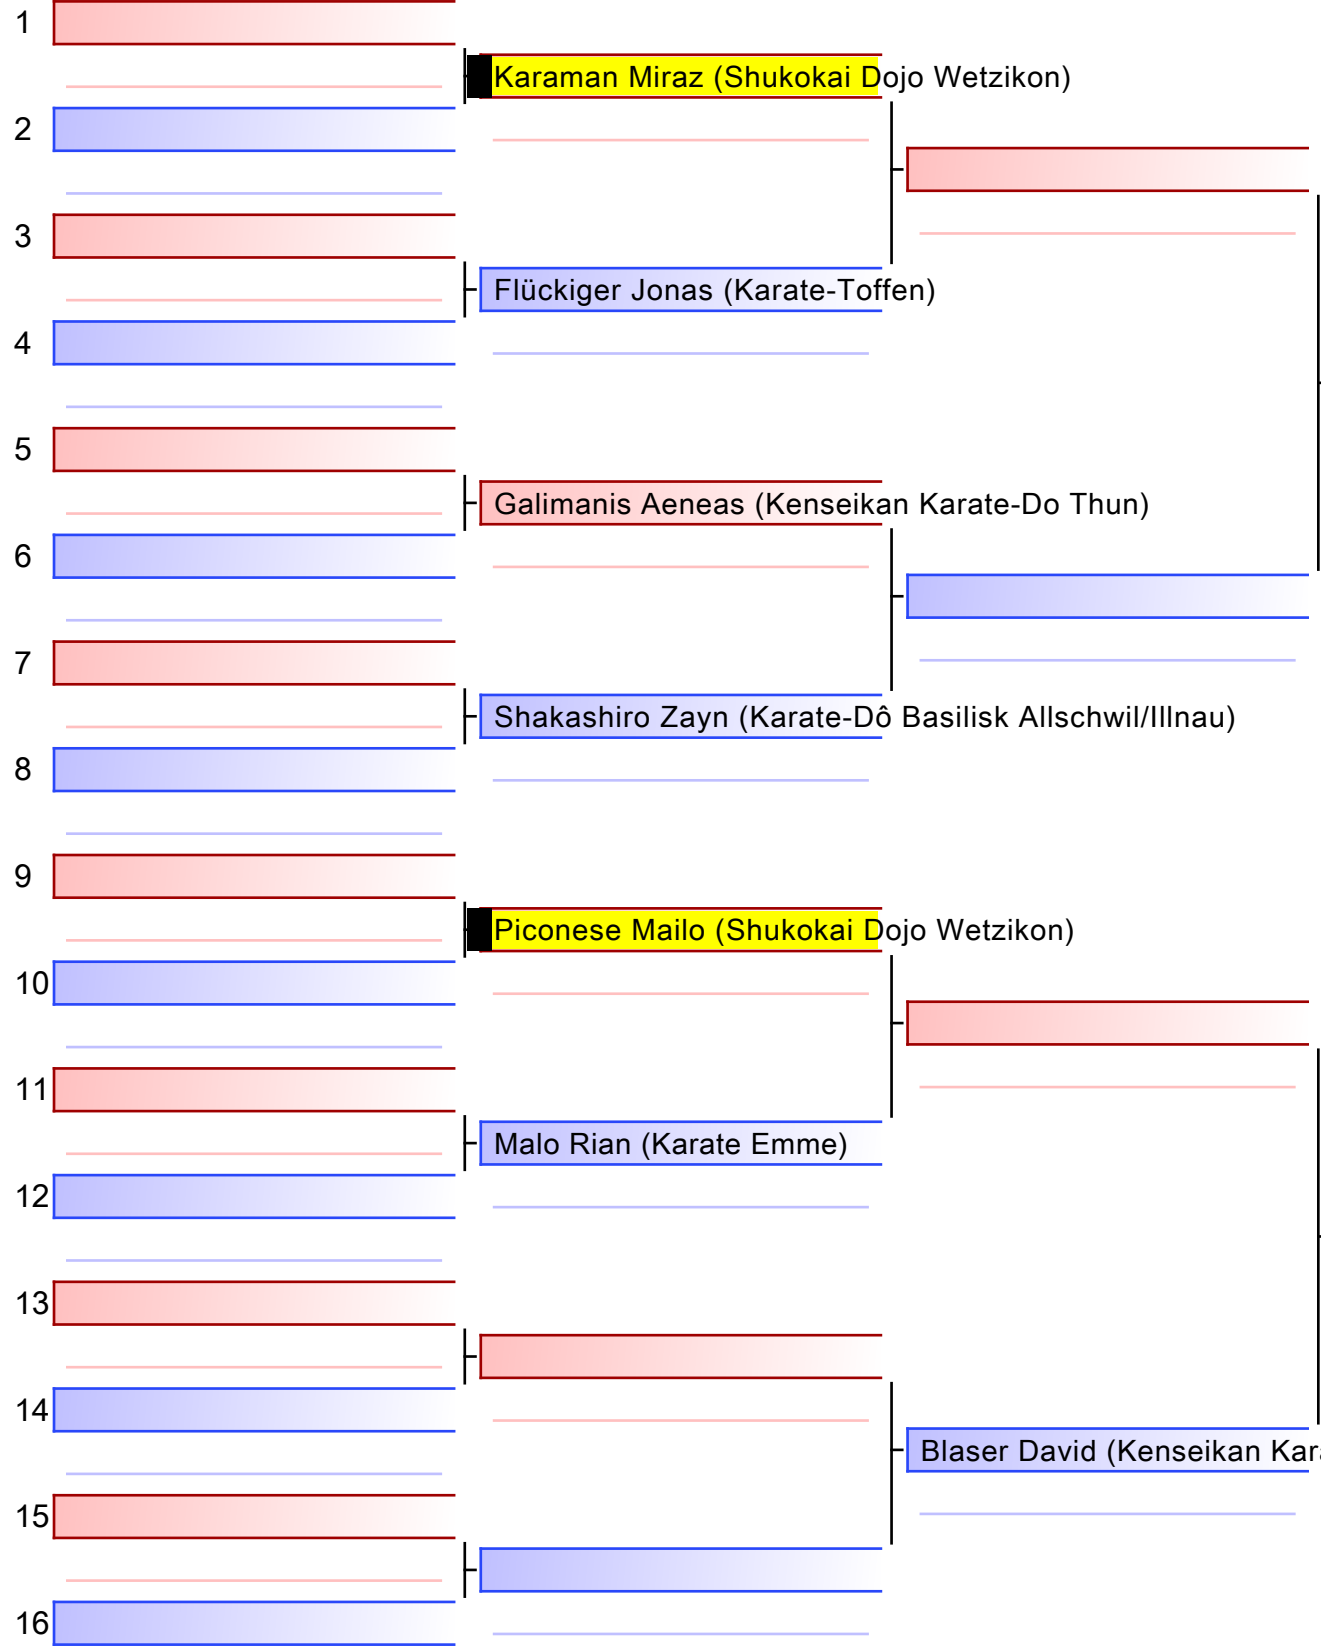 1
Karaman Miraz (Shukokai Dojo Wetzikon)
2
3
Flückiger Jonas (Karate-Toffen)
4
5
Galimanis Aeneas (Kenseikan Karate-Do Thun)
6
7
Shakashiro Zayn (Karate-Dô Basilisk Allschwil/Illnau)
8
9
Piconese Mailo (Shukokai Dojo Wetzikon)
10
11
Malo Rian (Karate Emme)
12
13
14
Blaser David (Kenseikan Kar
15
16